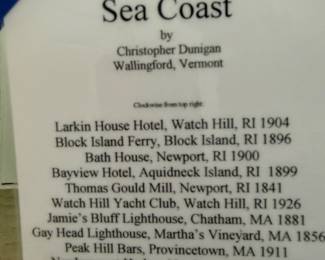 Sea Coast
by
Christopher Dunigan
Wallingford, Vermont
Clockwise from top right:
Larkin House Hotel, Watch Hill, RI 1904
Block Island Ferry, Block Island, RI 1896
Bath House, Newport, RI 1900
Bayview Hotel, Aquidneck Island, RI 1899
Thomas Gould Mill, Newport, RI 1841
Watch Hill Yacht Club, Watch Hill, RI 1926
Jamie's Bluff Lighthouse, Chatham, MA 1881
Gay Head Lighthouse, Martha's Vineyard, MA 1856
Peak Hill Bars, Provincetown, MA 1911